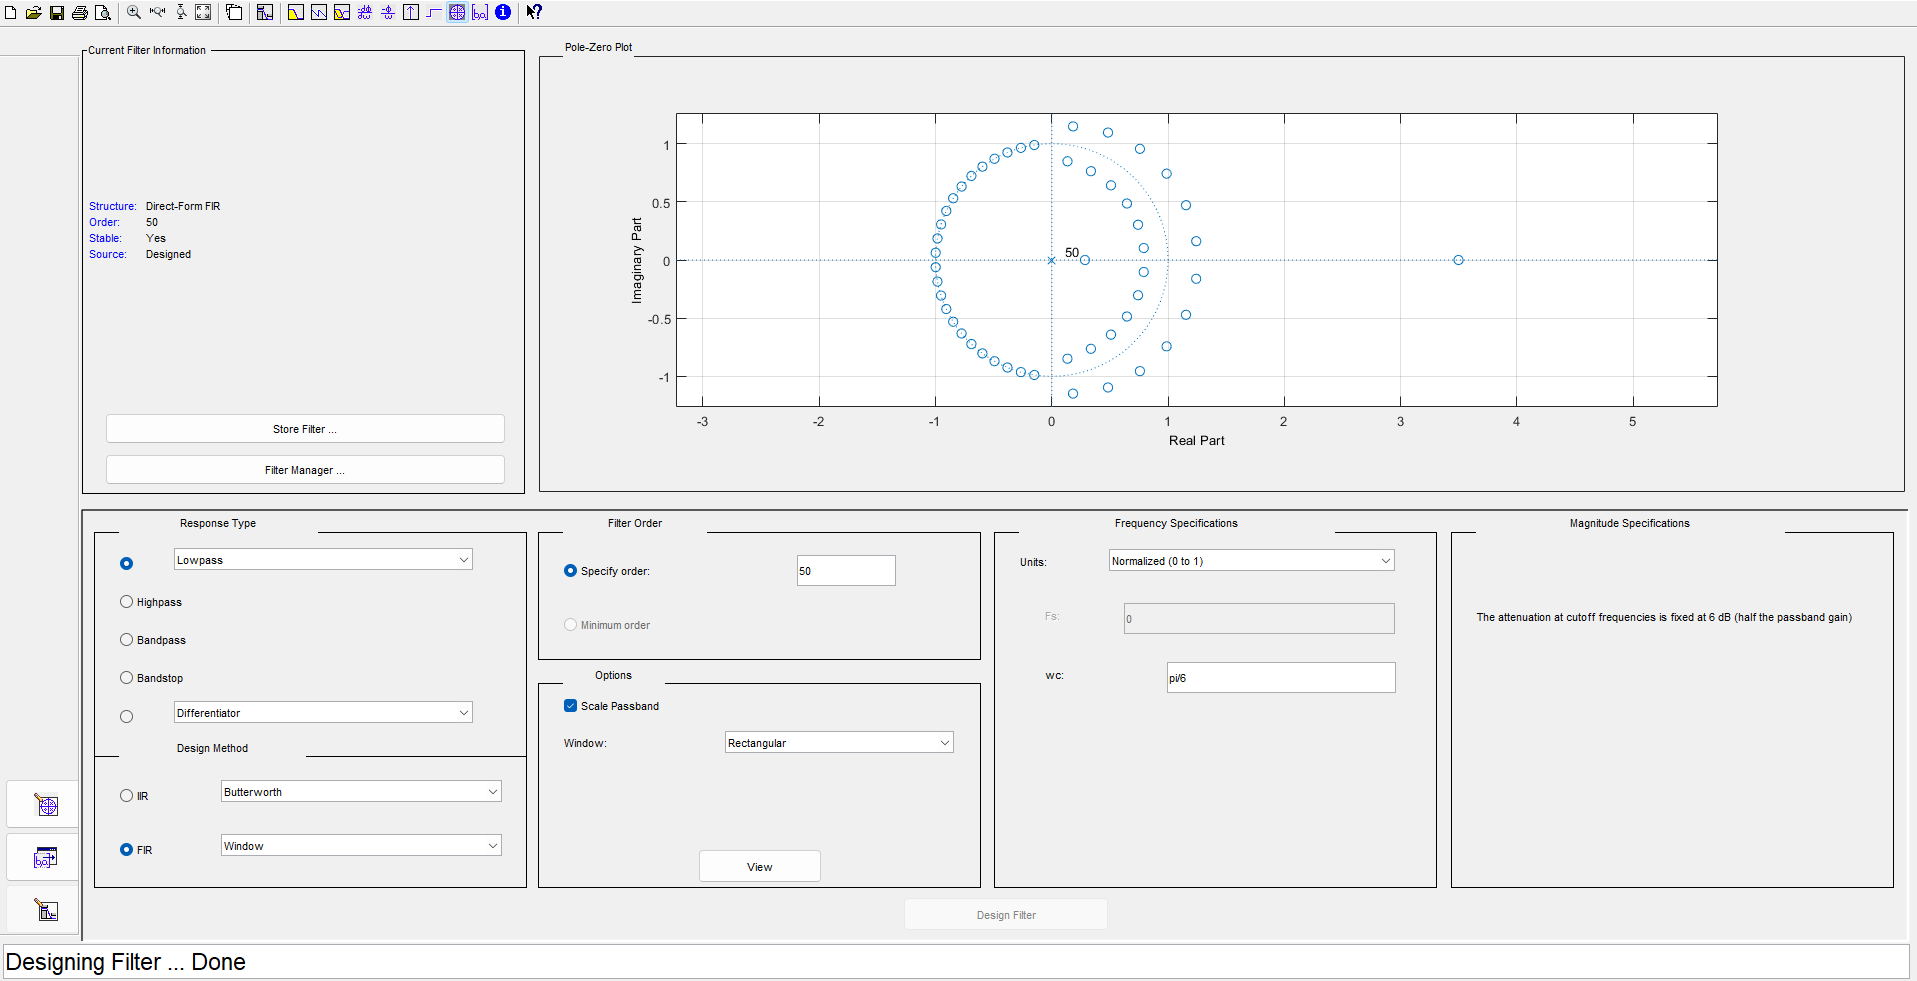 Current Filter Information
Structure: Direct-Form FIR
Order: 50
Stable: Yes
Source: Designed
Store Filter ...
Filter Manager ...
Pole-Zero Plot
Imaginary Part
1
0.5
0
-0.5
-1
50
-3 -2 -1 0 1 2 3 4 5
Real Part
Response Type
Lowpass
Highpass
Bandpass
Bandstop
Differentiator
Design Method
IIR Butterworth
FIR Window
Filter Order
Specify order: 50
Minimum order
Options
Scale Passband
Window: Rectangular
View
Frequency Specifications
Units: Normalized (0 to 1)
Fs: 0
wc: pi/6
Magnitude Specifications
The attenuation at cutoff frequencies is fixed at 6 dB (half the passband gain)
Design Filter
Designing Filter ... Done